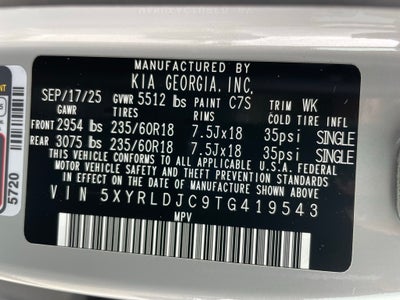 MFD BY
KIA GEORGIA, INC.
SEP/17/25 GVWR 5512 lbs PAINT C7S TRIM WK
GAWR TIRES RIMS COLD TIRE INFL
FRONT 2954 lbs 235/60R18 7.5Jx18 35psi SINGLE
REAR 3075 lbs 235/60R18 7.5Jx18 35psi SINGLE
THIS VEHICLE CONFORMS TO ALL APPLICABLE U.S.A. FEDERAL
MOTOR VEHICLE SAFETY, BUMPER, AND THEFT PREVENTION
STANDARDS IN EFFECT ON THE DATE OF MANUFACTURE SHOWN ABOVE
VIN 5XYRLDJC9TG419543
MPV
5720